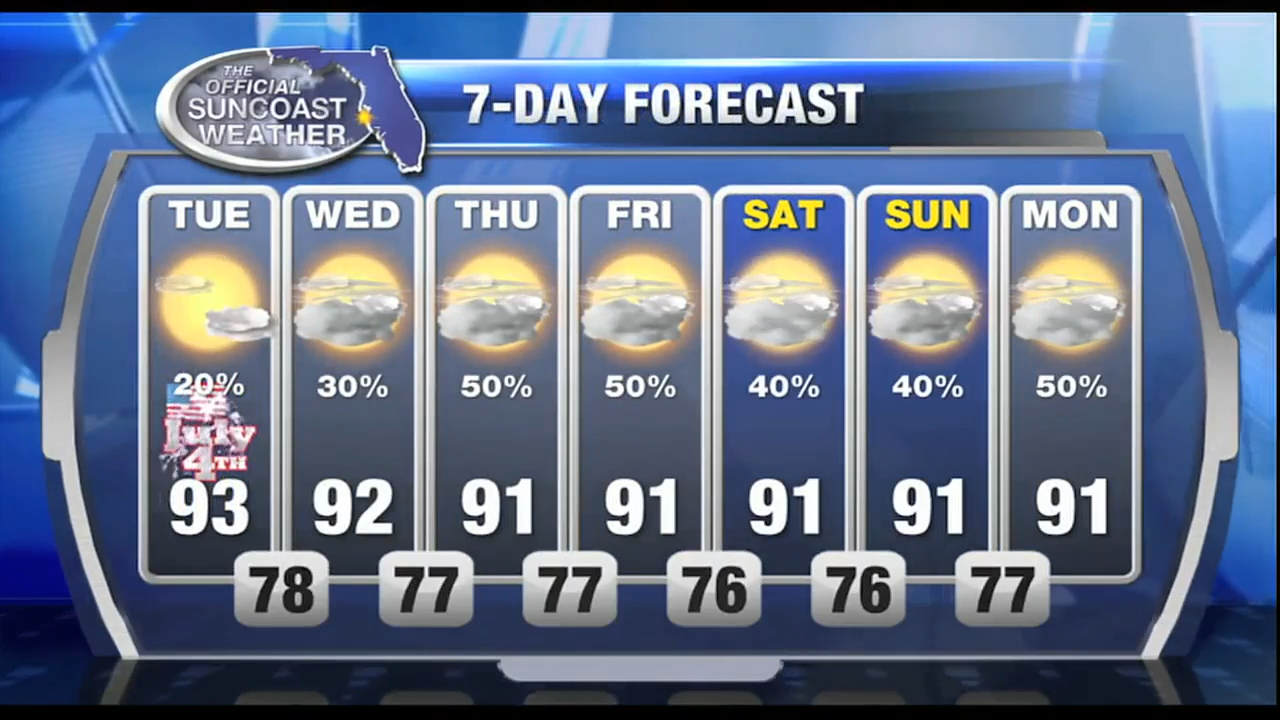 THE
OFFICIAL
SUNCOAST
WEATHER
7-DAY FORECAST
TUE WED THU FRI SAT SUN MON
20% 30% 50% 50% 40% 40% 50%
July
4TH
93 92 91 91 91 91 91
78 77 77 76 76 77